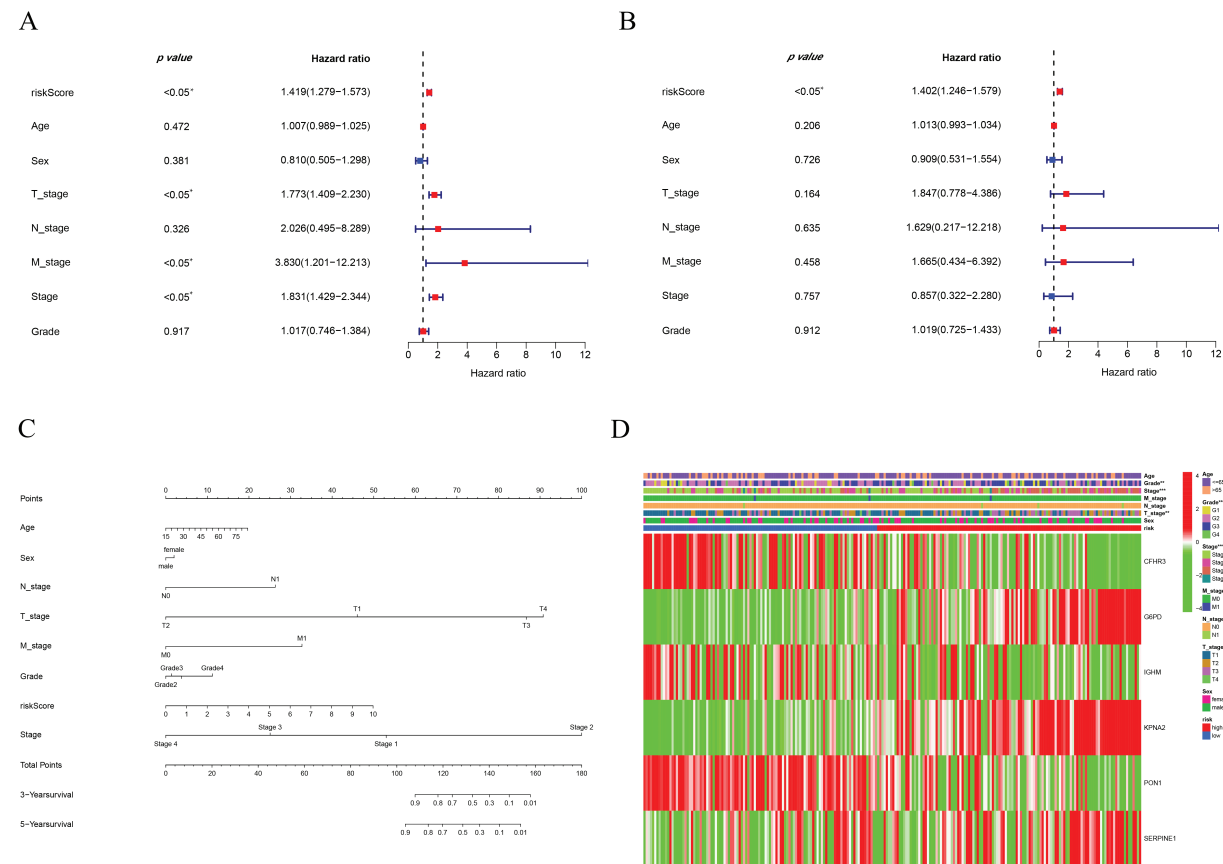 A
p value Hazard ratio
riskScore <0.05* 1.419(1.279−1.573)
Age 0.472 1.007(0.989−1.025)
Sex 0.381 0.810(0.505−1.298)
T_stage <0.05* 1.773(1.409−2.230)
N_stage 0.326 2.026(0.495−8.289)
M_stage <0.05* 3.830(1.201−12.213)
Stage <0.05* 1.831(1.429−2.344)
Grade 0.917 1.017(0.746−1.384)
0 2 4 6 8 10 12
Hazard ratio
B
p value Hazard ratio
riskScore <0.05* 1.402(1.246−1.579)
Age 0.206 1.013(0.993−1.034)
Sex 0.726 0.909(0.531−1.554)
T_stage 0.164 1.847(0.778−4.386)
N_stage 0.635 1.629(0.217−12.218)
M_stage 0.458 1.665(0.434−6.392)
Stage 0.757 0.857(0.322−2.280)
Grade 0.912 1.019(0.725−1.433)
0 2 4 6 8 10 12
Hazard ratio
C
Points 0 10 20 30 40 50 60 70 80 90 100
Age
15 30 45 60 75
female
Sex
male
N1
N_stage
N0
T1 T4
T_stage
T2 T3
M1
M_stage
M0
Grade3 Grade4
Grade
Grade2
riskScore
0 1 2 3 4 5 6 7 8 9 10
Stage 3 Stage 2
Stage
Stage 4 Stage 1
Total Points
0 20 40 60 80 100 120 140 160 180
3−Yearsurvival
0.9 0.8 0.7 0.5 0.3 0.1 0.01
5−Yearsurvival
0.9 0.8 0.7 0.5 0.3 0.1 0.01
D
Age
Grade**
Stage***
M_stage
N_stage
T_stage**
Sex
risk
CFHR3
G6PD
IGHM
KPNA2
PON1
SERPINE1
4
2
0
−2
−4
Age
<=65
>65
Grade**
G1
G2
G3
G4
Stage***
Stag
Stag
Stag
Stag
M_stage
M0
M1
N_stage
N0
N1
T_stage
T1
T2
T3
T4
Sex
fema
male
risk
high
low